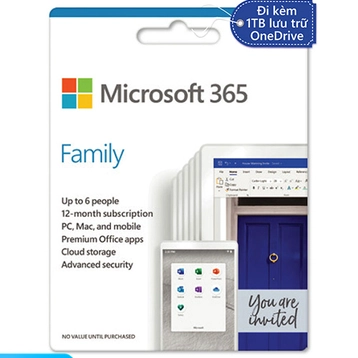 Đi kèm
1TB lưu trữ
OneDrive
Microsoft 365
Family
Up to 6 people
12-month subscription
PC, Mac, and mobile
Premium Office apps
Cloud storage
Advanced security
Microsoft
You are
invited
NO VALUE UNTIL PURCHASED